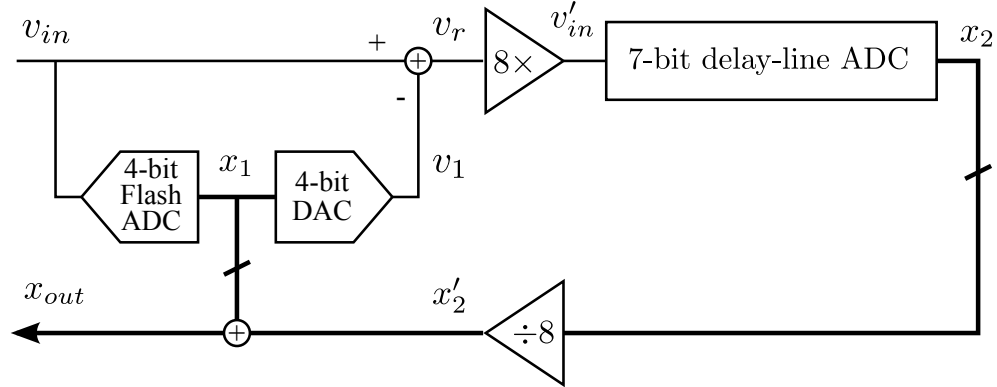 v_in
+
v_r
8×
v'_in
7-bit delay-line ADC
x_2
+
-
4-bit
Flash
ADC
x_1
4-bit
DAC
v_1
x_out
+
x'_2
÷8